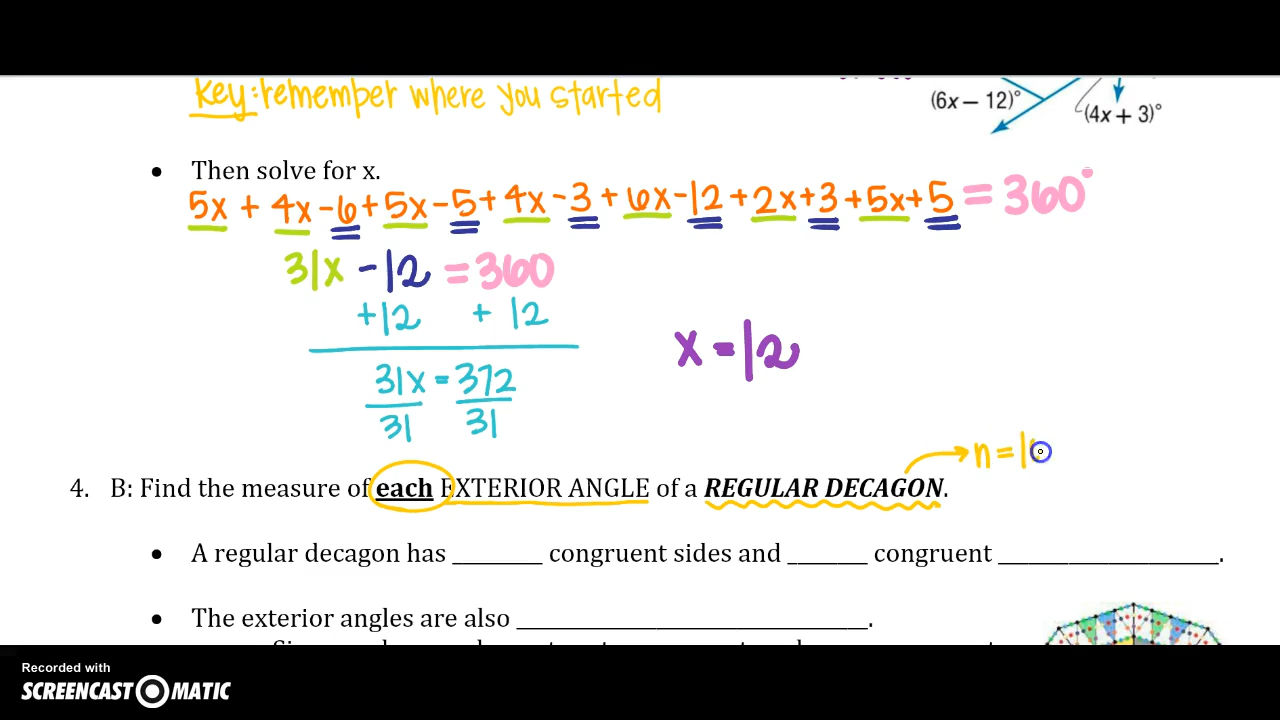 Key: remember where you started
(6x – 12)°
(4x + 3)°
• Then solve for x.
5x + 4x - 6 + 5x - 5 + 4x - 3 + 6x - 12 + 2x + 3 + 5x + 5 = 360°
31x - 12 = 360
+12 + 12
31x = 372
31 31
x = 12
n = 1
4. B: Find the measure of each EXTERIOR ANGLE of a REGULAR DECAGON.
• A regular decagon has ________ congruent sides and _______ congruent ____________________.
• The exterior angles are also ________________________________.
Recorded with
SCREENCAST MATIC